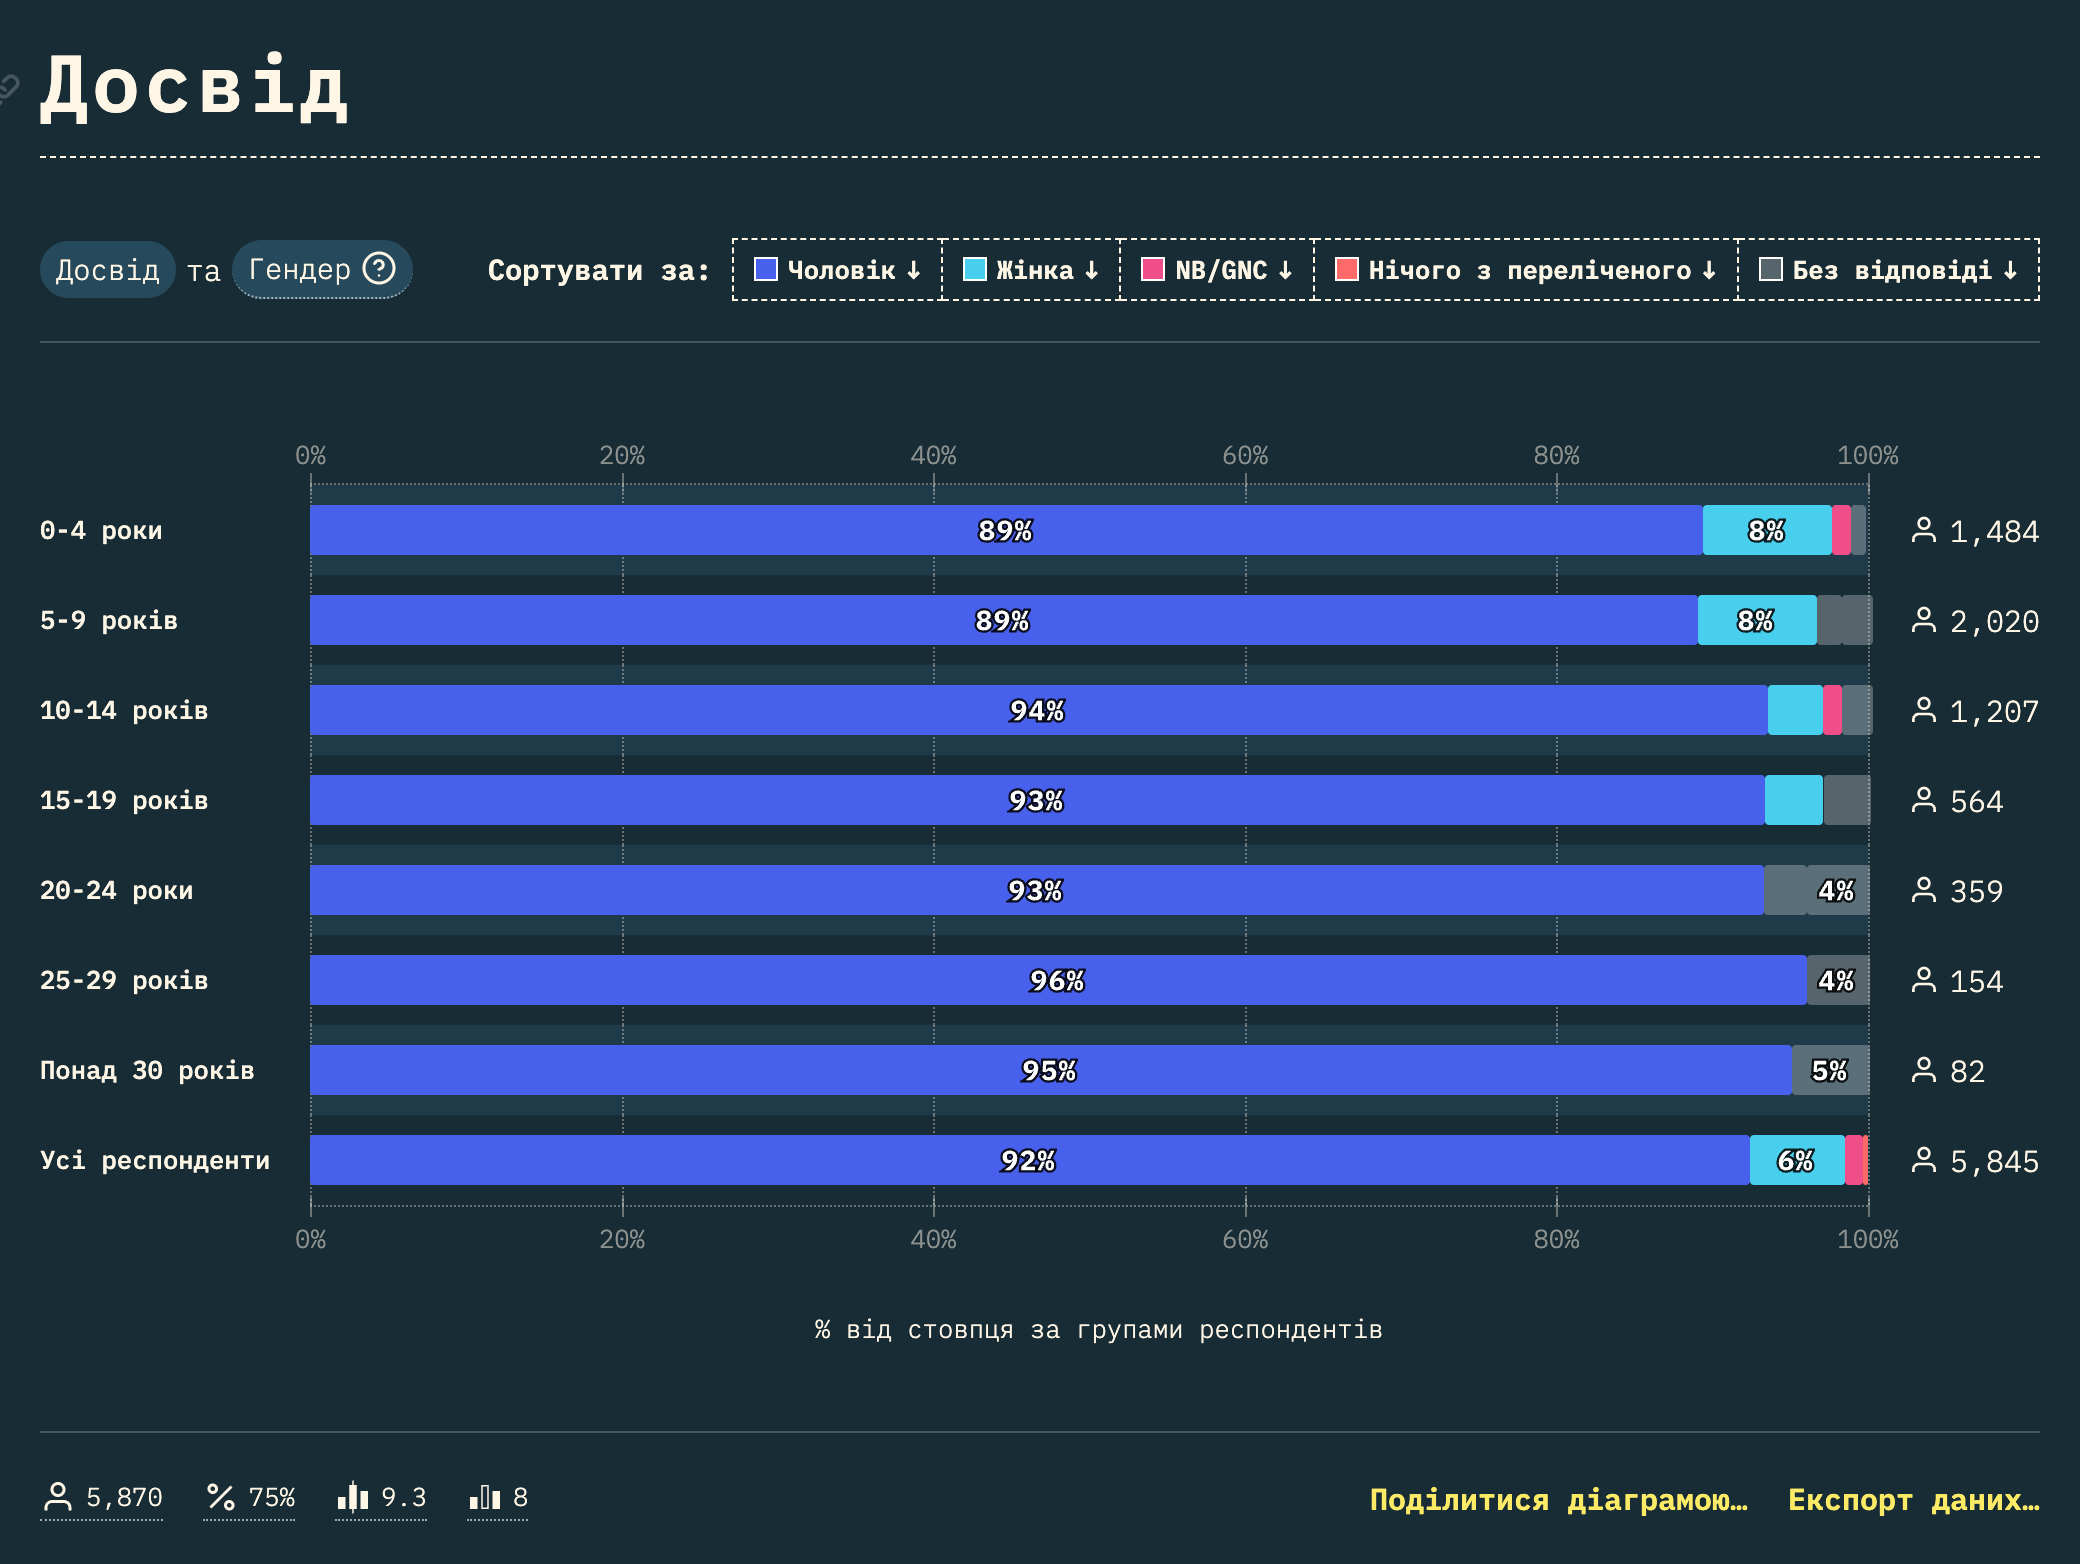 Досвід
Досвід та Гендер Сортувати за: Чоловік ↓ Жінка ↓ NB/GNC ↓ Нічого з переліченого ↓ Без відповіді ↓
0% 20% 40% 60% 80% 100%
0-4 роки 89% 8% 1,484
5-9 років 89% 8% 2,020
10-14 років 94% 1,207
15-19 років 93% 564
20-24 роки 93% 4% 359
25-29 років 96% 4% 154
Понад 30 років 95% 5% 82
Усі респонденти 92% 6% 5,845
0% 20% 40% 60% 80% 100%
% від стовпця за групами респондентів
5,870 75% 9.3 8 Поділитися діаграмою… Експорт даних…